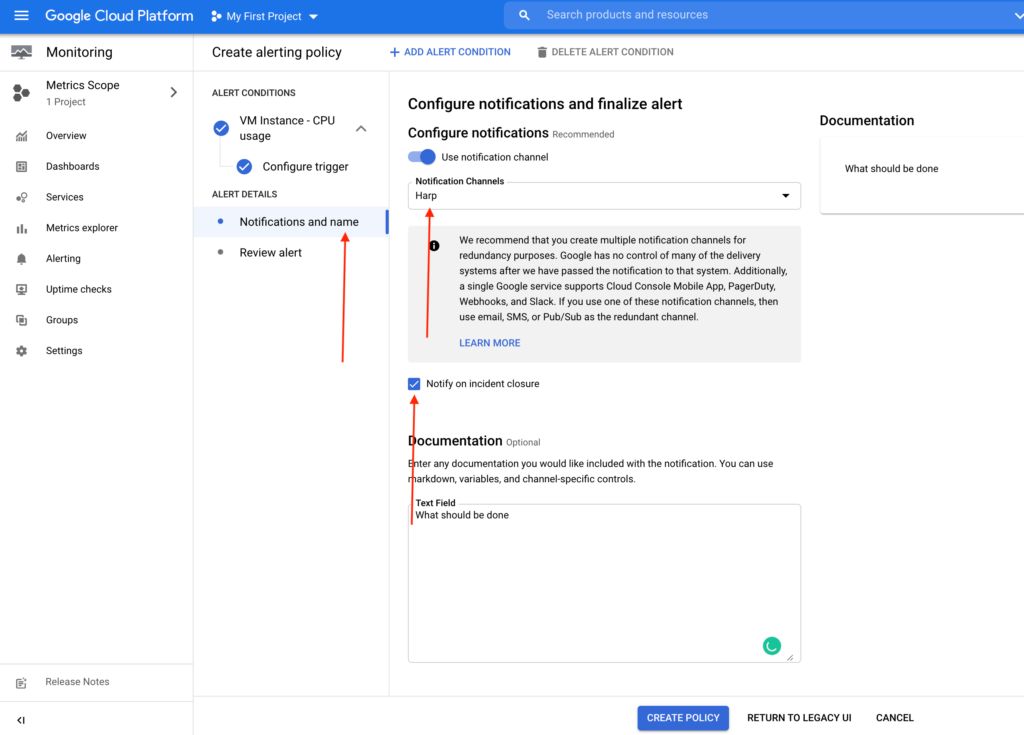 Google Cloud Platform
My First Project
Search products and resources
Monitoring
Create alerting policy
ADD ALERT CONDITION
DELETE ALERT CONDITION
Metrics Scope
1 Project
Overview
Dashboards
Services
Metrics explorer
Alerting
Uptime checks
Groups
Settings
Release Notes
ALERT CONDITIONS
VM Instance - CPU
usage
Configure trigger
ALERT DETAILS
Notifications and name
Review alert
Configure notifications and finalize alert
Configure notifications Recommended
Use notification channel
Notification Channels
Harp
We recommend that you create multiple notification channels for
redundancy purposes. Google has no control of many of the delivery
systems after we have passed the notification to that system. Additionally,
a single Google service supports Cloud Console Mobile App, PagerDuty,
Webhooks, and Slack. If you use one of these notification channels, then
use email, SMS, or Pub/Sub as the redundant channel.
LEARN MORE
Notify on incident closure
Documentation Optional
Enter any documentation you would like included with the notification. You can use
markdown, variables, and channel-specific controls.
Text Field
What should be done
Documentation
What should be done
CREATE POLICY
RETURN TO LEGACY UI
CANCEL